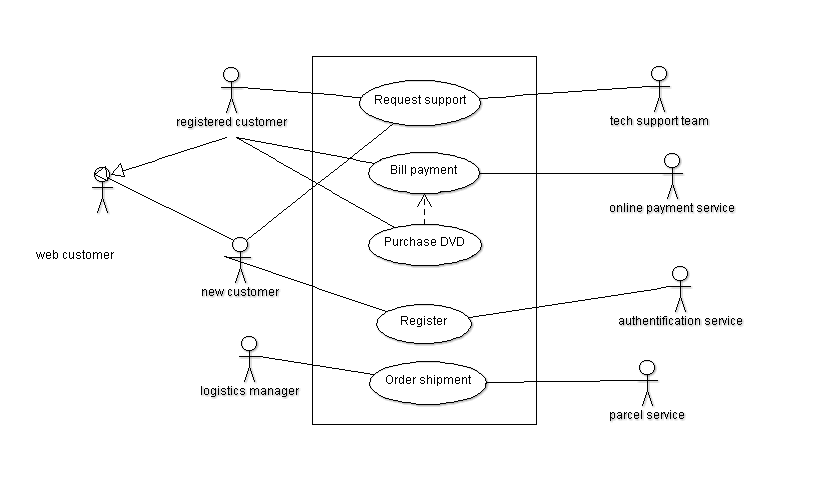 Request support
registered customer
tech support team
Bill payment
online payment service
web customer
Purchase DVD
new customer
Register
authentification service
Order shipment
logistics manager
parcel service